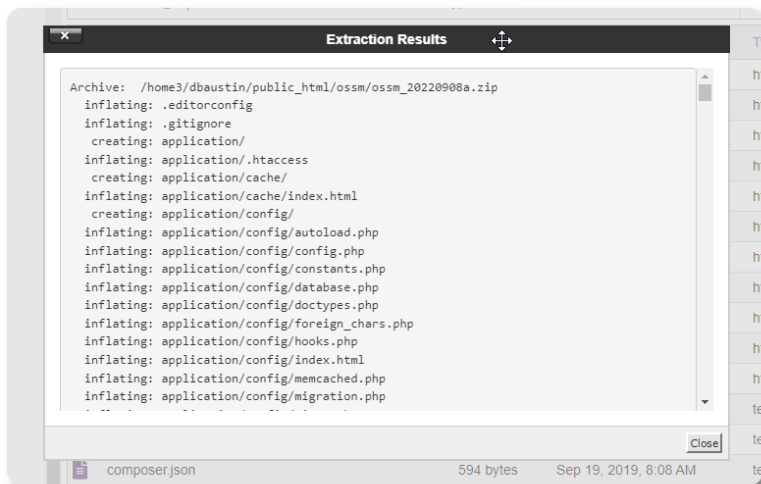 Extraction Results
Archive:  /home3/dbaustin/public_html/ossm/ossm_20220908a.zip
inflating: .editorconfig
inflating: .gitignore
creating: application/
inflating: application/.htaccess
creating: application/cache/
inflating: application/cache/index.html
creating: application/config/
inflating: application/config/autoload.php
inflating: application/config/config.php
inflating: application/config/constants.php
inflating: application/config/database.php
inflating: application/config/doctypes.php
inflating: application/config/foreign_chars.php
inflating: application/config/hooks.php
inflating: application/config/index.html
inflating: application/config/memcached.php
inflating: application/config/migration.php
Close
composer.json 594 bytes Sep 19, 2019, 8:08 AM